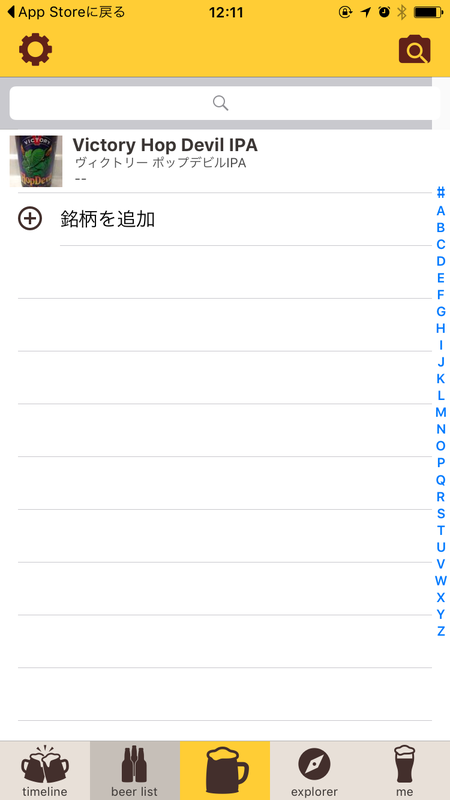 App Storeに戻る
12:11
Victory Hop Devil IPA
VICTORY
HopDevil
ヴィクトリー ポップデビルIPA
--
銘柄を追加
#
A
B
C
D
E
F
G
H
I
J
K
L
M
N
O
P
Q
R
S
T
U
V
W
X
Y
Z
timeline
beer list
explorer
me